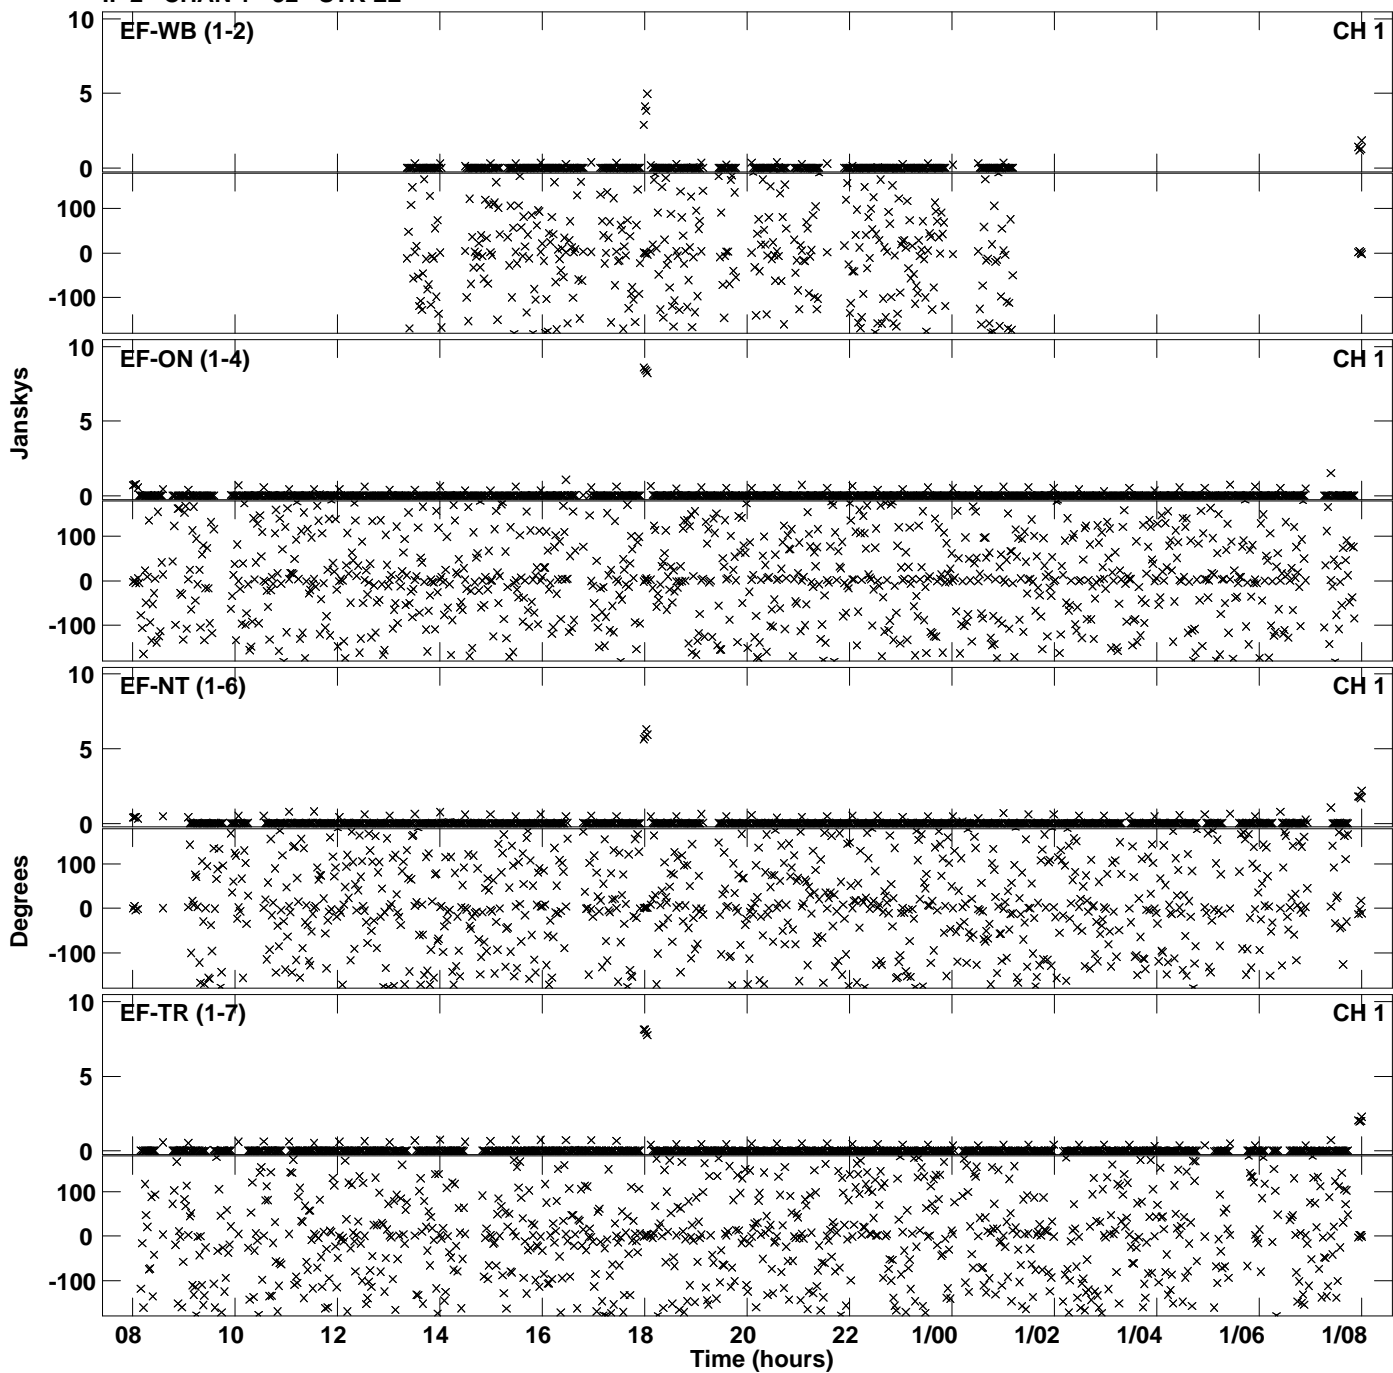 10 EF-WB (1-2) CH 1
5
0
100
0
-100
10 EF-ON (1-4) CH 1
5
0
100
0
-100
Janskys
10 EF-NT (1-6) CH 1
5
0
100
0
-100
Degrees
10 EF-TR (1-7) CH 1
5
0
100
0
-100
08 10 12 14 16 18 20 22 1/00 1/02 1/04 1/06 1/08
Time (hours)